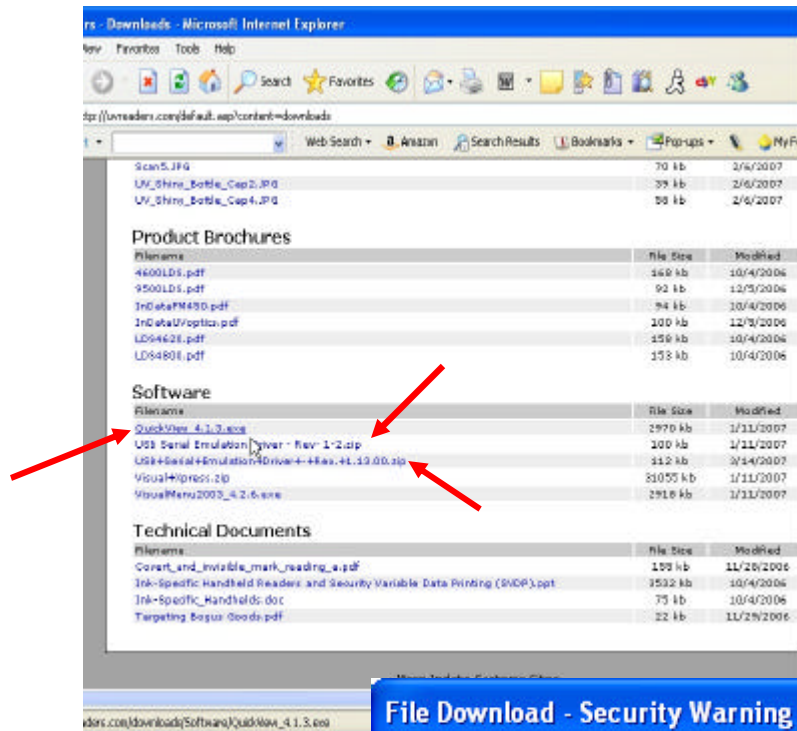 rs - Downloads - Microsoft Internet Explorer
View Favorites Tools Help
Search Favorites
http://uvreaders.com/default.asp?content=downloads
Web Search Amazon Search Results Bookmarks Pop-ups My F
Scan5.JPG 70 kb 2/6/2007
UV_Shiny_Bottle_Cap2.JPG 39 kb 2/6/2007
UV_Shiny_Bottle_Cap4.JPG 58 kb 2/6/2007
Product Brochures
Filename File Size Modified
4600LDS.pdf 168 kb 10/4/2006
9500LDS.pdf 92 kb 12/5/2006
InDataFM450.pdf 94 kb 10/4/2006
InDataUVoptics.pdf 100 kb 12/5/2006
LDS4620.pdf 159 kb 10/4/2006
LDS4800.pdf 153 kb 10/4/2006
Software
Filename File Size Modified
QuickView_4.1.3.exe 2970 kb 1/11/2007
USB Serial Emulation Driver - Rev- 1-2.zip 100 kb 1/11/2007
USB+Serial+Emulation+Driver+-+Rev.+1.13.00.zip 112 kb 3/14/2007
Visual+Xpress.zip 31055 kb 1/11/2007
VisualMenu2003_4.2.6.exe 2918 kb 1/11/2007
Technical Documents
Filename File Size Modified
Covert_and_invisible_mark_reading_a.pdf 158 kb 11/28/2006
Ink-Specific Handheld Readers and Security Variable Data Printing (SVDP).ppt 3532 kb 10/4/2006
Ink-Specific_Handhelds.doc 75 kb 10/4/2006
Targeting Bogus Goods.pdf 22 kb 11/29/2006
aders.com/downloads/Software/QuickView_4.1.3.exe
File Download - Security Warning